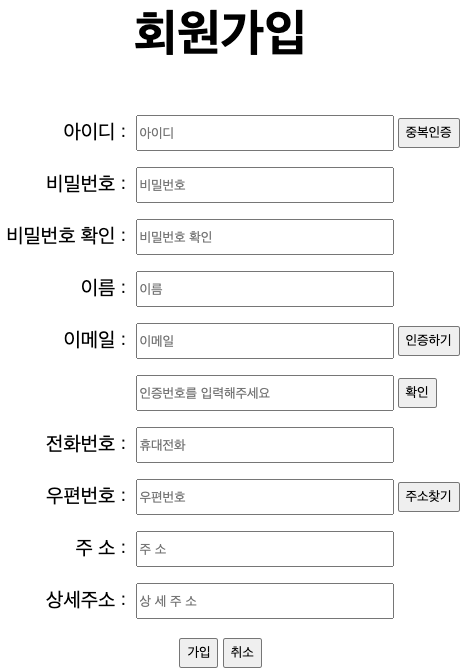 회원가입
아이디 : 아이디 중복인증
비밀번호 : 비밀번호
비밀번호 확인 : 비밀번호 확인
이름 : 이름
이메일 : 이메일 인증하기
인증번호를 입력해주세요 확인
전화번호 : 휴대전화
우편번호 : 우편번호 주소찾기
주 소 : 주 소
상세주소 : 상 세 주 소
가입 취소